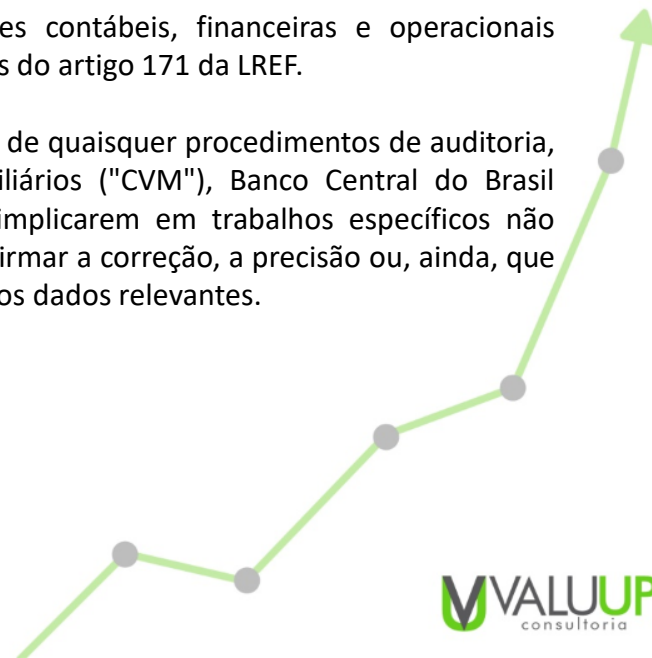 es contábeis, financeiras e operacionais
s do artigo 171 da LREF.
de quaisquer procedimentos de auditoria,
iliários ("CVM"), Banco Central do Brasil
implicarem em trabalhos específicos não
irmar a correção, a precisão ou, ainda, que
os dados relevantes.
VALUUP
consultoria